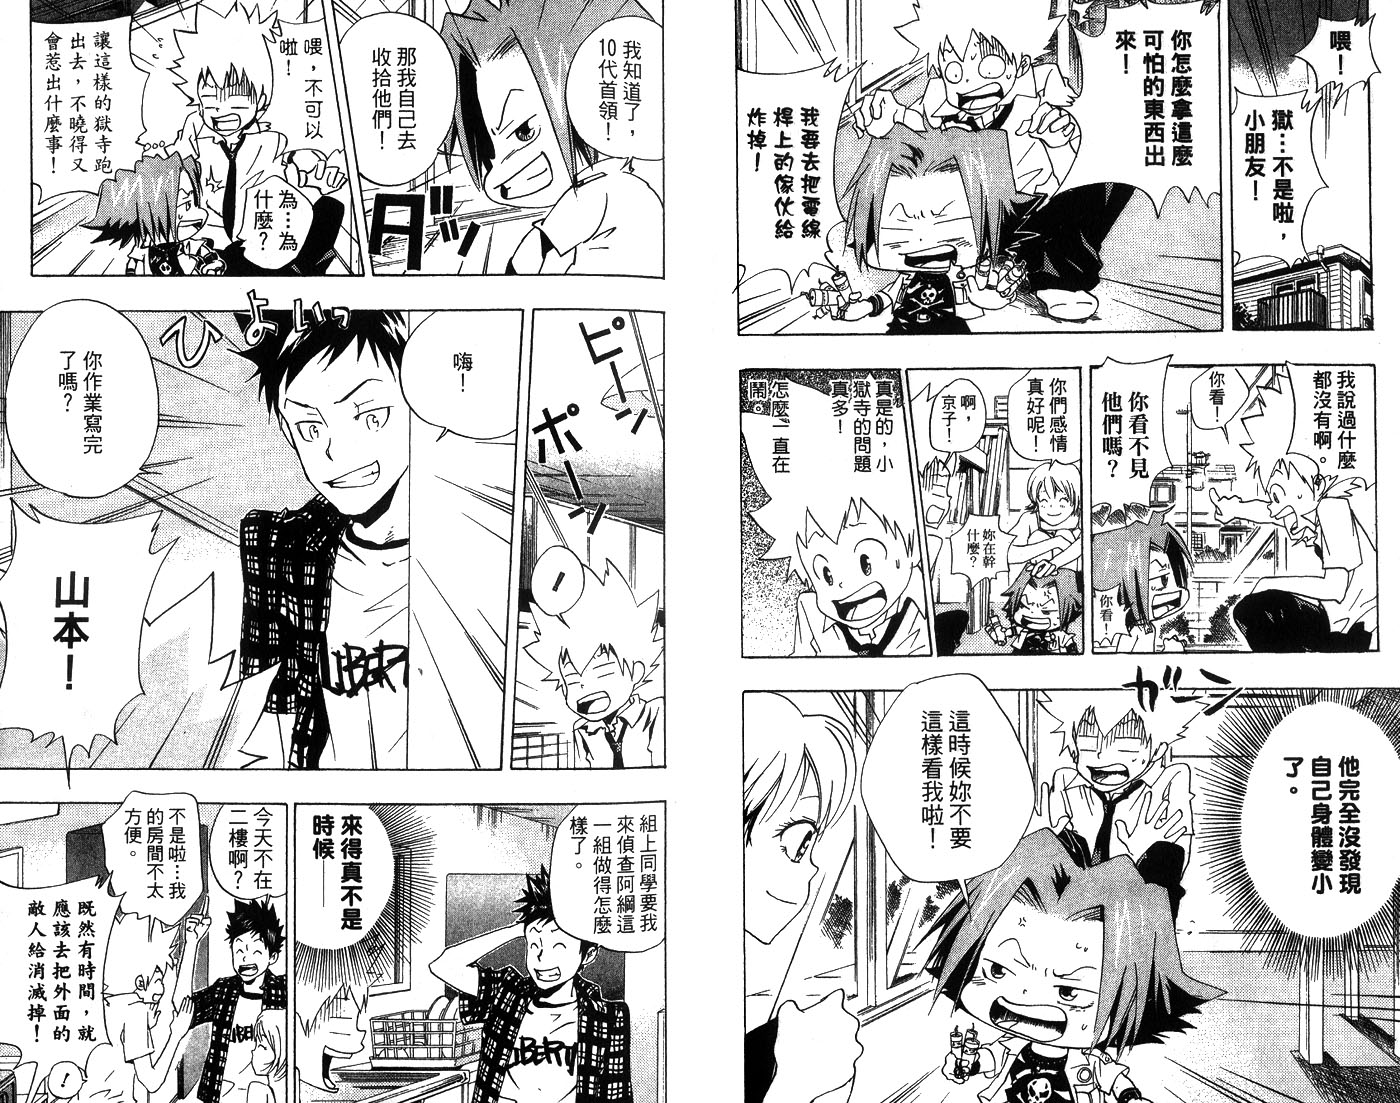 喂！
獄…不是啦，
小朋友！
你怎麼拿這麼
可怕的東西出
來！
我要去把電線
桿上的傢伙給
炸掉！
我說過什麼
都沒有啊。
你看！
你看不見
他們嗎？
你看！
你們感情
真好呢！
啊，
京子！
妳在幹
什麼？
真是的，小
獄寺的問題
真多！
怎麼一直在
鬧。
他完全沒發現
自己身體變小
了。
ガーン
這時候妳不要
這樣看我啦！
我知道了，
10代首領！
那我自己去
收拾他們！
ダッ
喂，不可以
啦！
為…為
什麼？
讓這樣的獄寺跑
出去，不曉得又
會惹出什麼事！
ピーン
ポーン
！
嗨！
ひょいっ
你作業寫完
了嗎？
LIBERTY
山本！
組上同學要我
來偵查阿綱這
一組做得怎麼
樣了。
LIBERTY
來得真不是
時候——
今天不在
二樓啊？
不是啦…我
的房間不太
方便。
既然有時間，就
應該去把外面的
敵人給消滅掉！
！